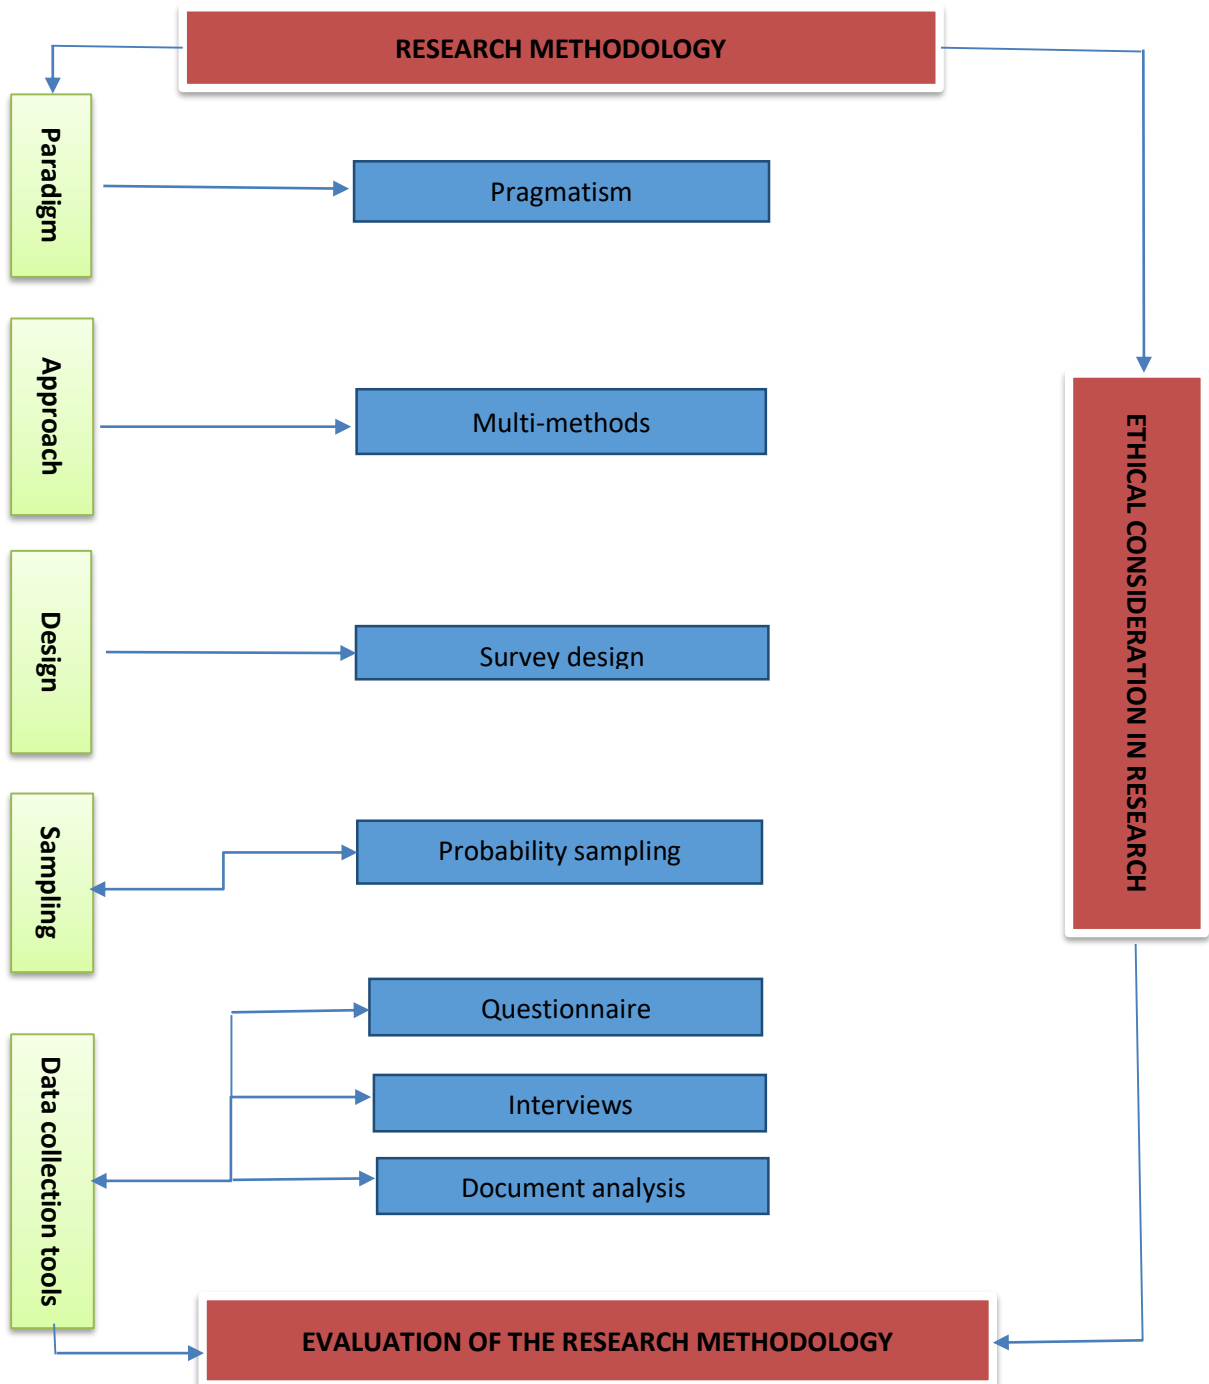 RESEARCH METHODOLOGY
Paradigm
Pragmatism
Approach
Multi-methods
Design
Survey design
Sampling
Probability sampling
Data collection tools
Questionnaire
Interviews
Document analysis
ETHICAL CONSIDERATION IN RESEARCH
EVALUATION OF THE RESEARCH METHODOLOGY